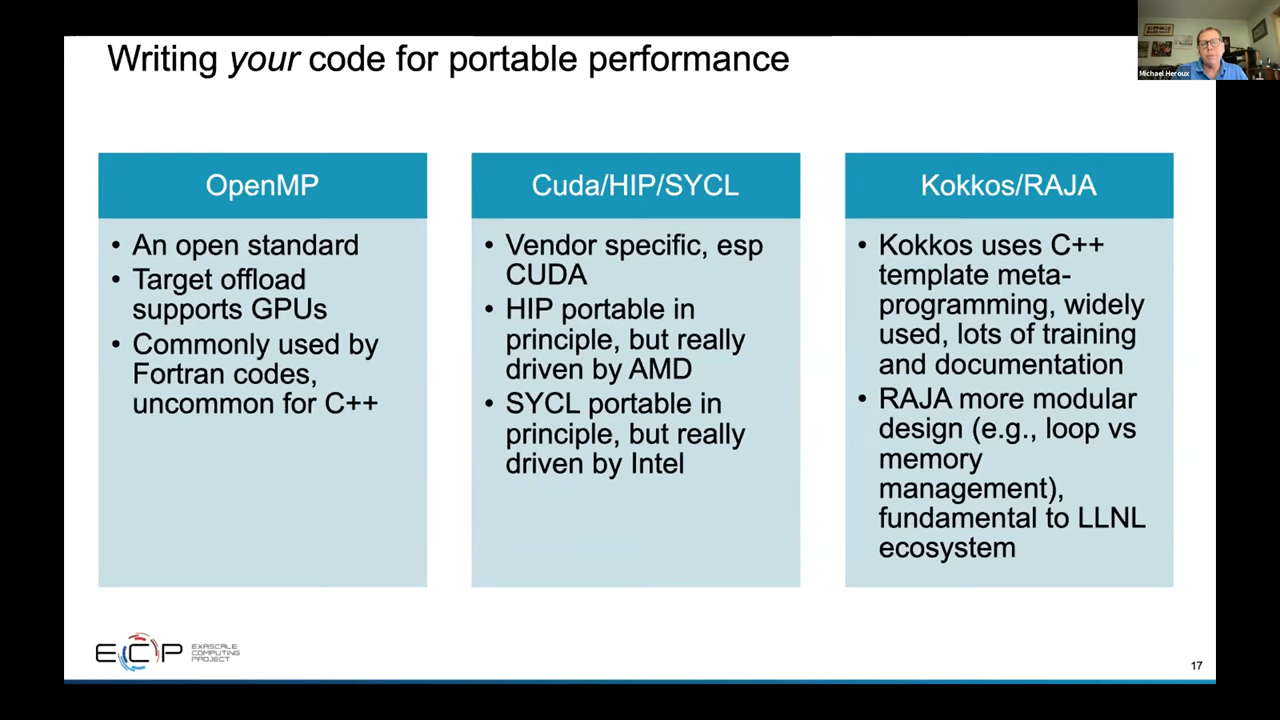 Writing your code for portable performance
Michael Heroux
OpenMP
• An open standard
• Target offload
supports GPUs
• Commonly used by
Fortran codes,
uncommon for C++
Cuda/HIP/SYCL
• Vendor specific, esp
CUDA
• HIP portable in
principle, but really
driven by AMD
• SYCL portable in
principle, but really
driven by Intel
Kokkos/RAJA
• Kokkos uses C++
template meta-
programming, widely
used, lots of training
and documentation
• RAJA more modular
design (e.g., loop vs
memory
management),
fundamental to LLNL
ecosystem
ECP
EXASCALE
COMPUTING
PROJECT
17